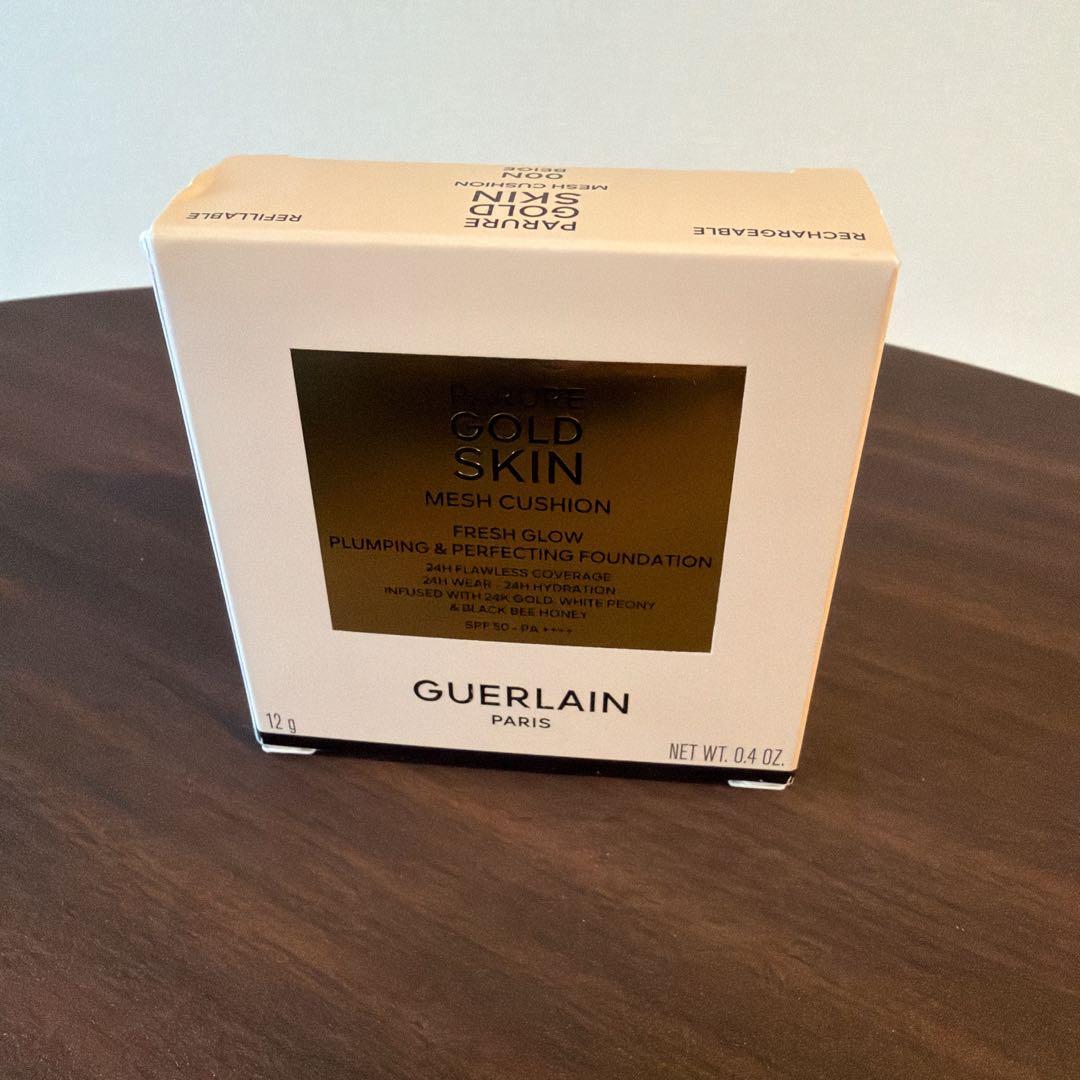 REFILLABLE
PARURE
GOLD
SKIN
MESH CUSHION
00N
BEIGE
RECHARGEABLE
PARURE
GOLD
SKIN
MESH CUSHION
FRESH GLOW
PLUMPING & PERFECTING FOUNDATION
24H FLAWLESS COVERAGE
24H WEAR - 24H HYDRATION
INFUSED WITH 24K GOLD, WHITE PEONY
& BLACK BEE HONEY
SPF 50 - PA ++++
GUERLAIN
PARIS
12 g
NET WT. 0.4 OZ.